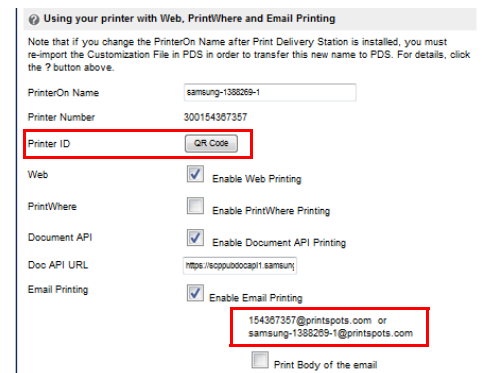 Using your printer with Web, PrintWhere and Email Printing
Note that if you change the PrinterOn Name after Print Delivery Station is installed, you must
re-import the Customization File in PDS in order to transfer this new name to PDS. For details, click
the ? button above.
PrinterOn Name samsung-1388269-1
Printer Number 300154367357
Printer ID QR Code
Web Enable Web Printing
PrintWhere Enable PrintWhere Printing
Document API Enable Document API Printing
Doc API URL https://scppubdocapi1.samsung
Email Printing Enable Email Printing
154367357@printspots.com or
samsung-1388269-1@printspots.com
Print Body of the email